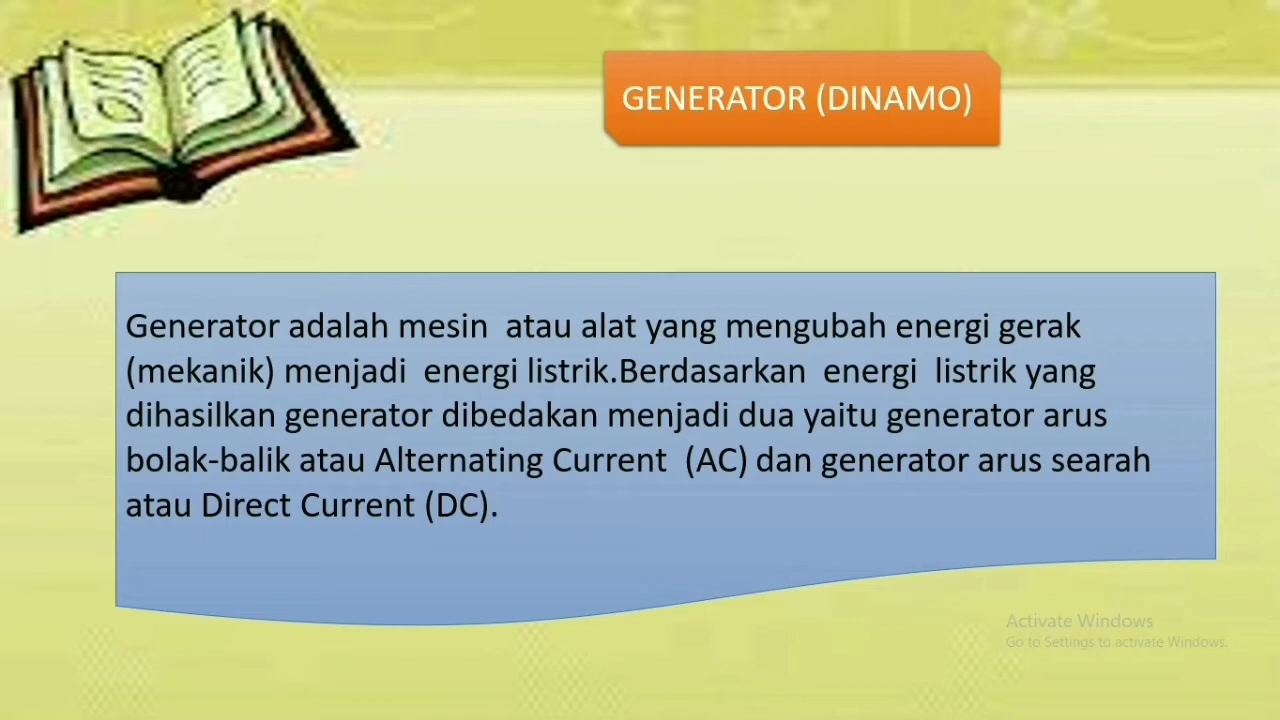 GENERATOR (DINAMO)
Generator adalah mesin  atau alat yang mengubah energi gerak
(mekanik) menjadi  energi listrik.Berdasarkan  energi  listrik yang
dihasilkan generator dibedakan menjadi dua yaitu generator arus
bolak-balik atau Alternating Current  (AC) dan generator arus searah
atau Direct Current (DC).
Activate Windows
Go to Settings to activate Windows.